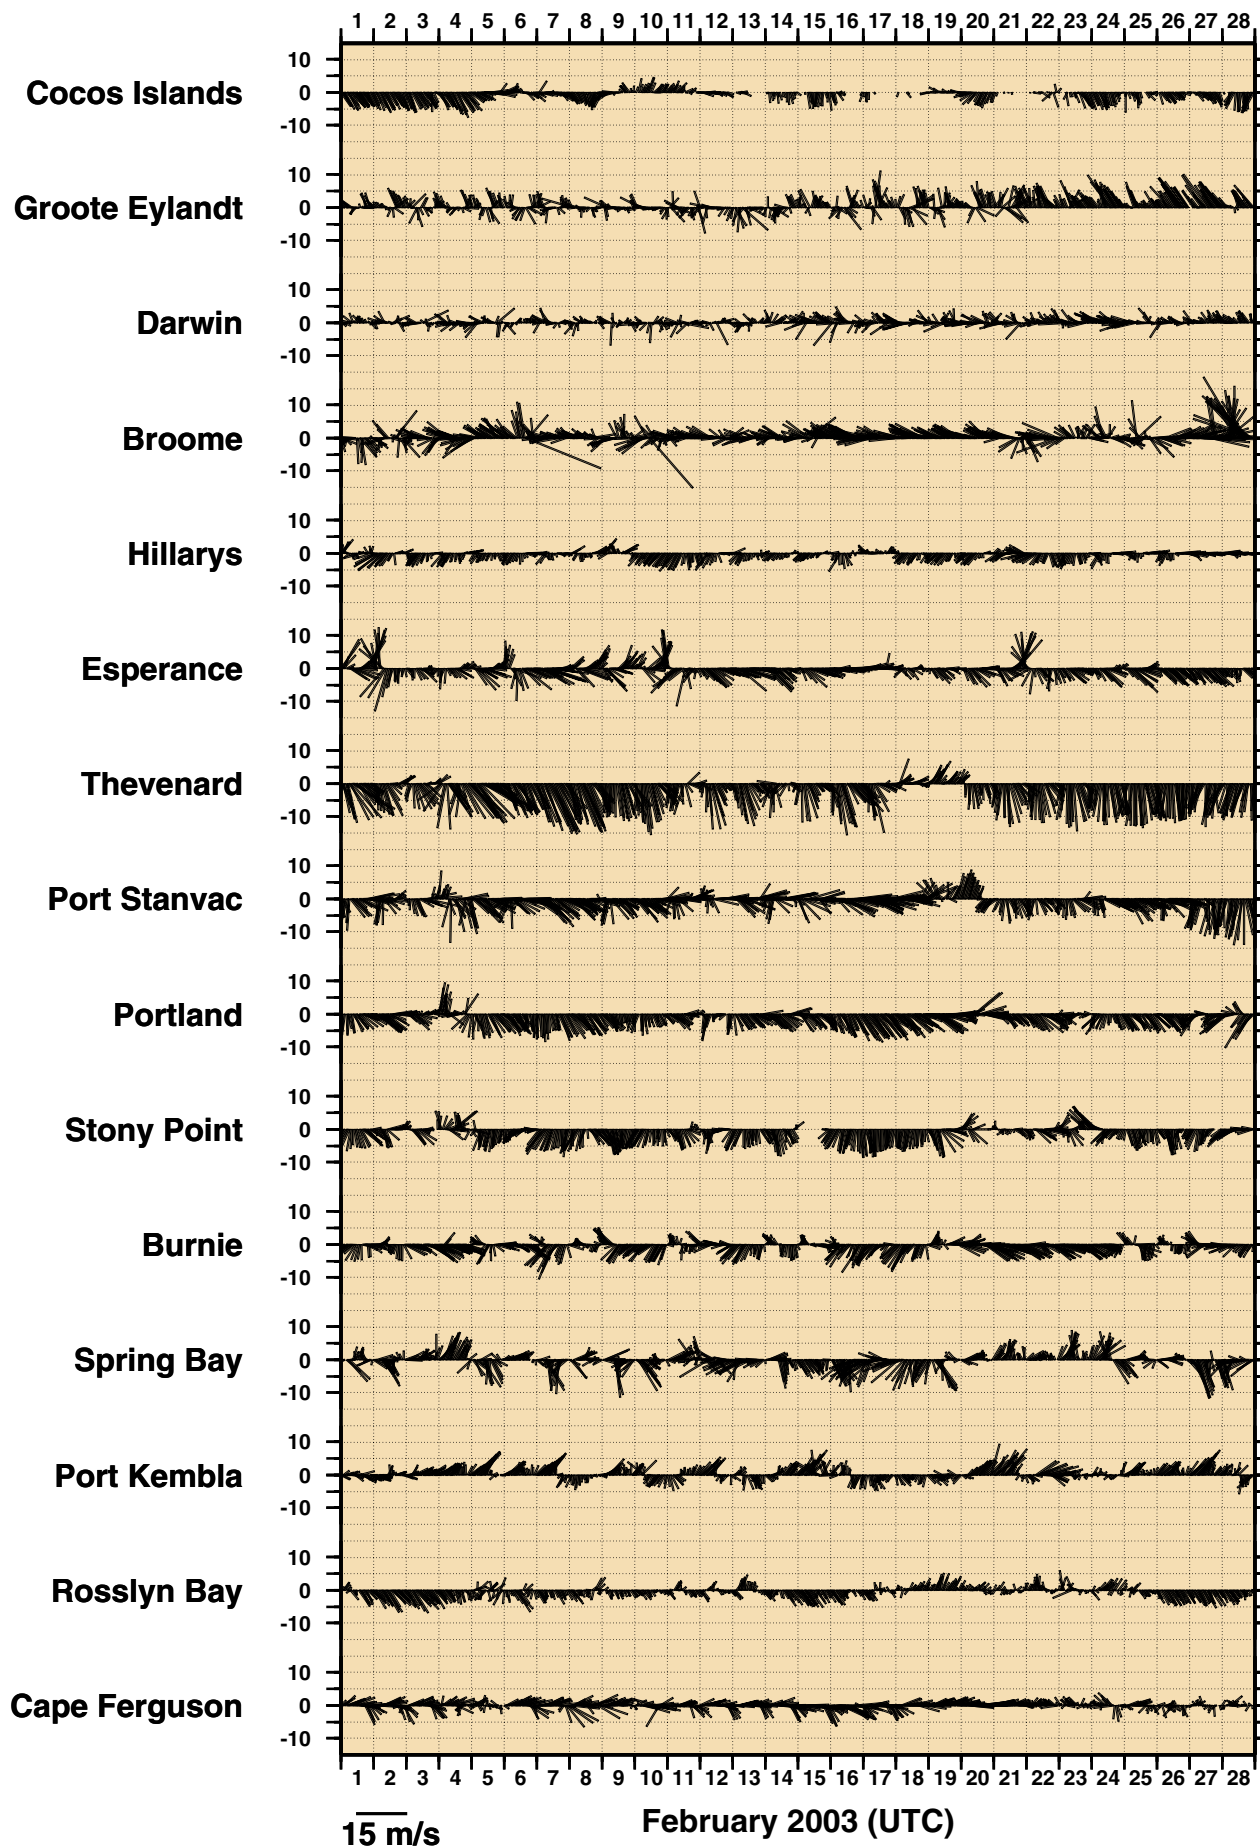 1 2 3 4 5 6 7 8 9 10 11 12 13 14 15 16 17 18 19 20 21 22 23 24 25 26 27 28
10
Cocos Islands 0
-10
10
Groote Eylandt 0
-10
10
Darwin 0
-10
10
Broome 0
-10
10
Hillarys 0
-10
10
Esperance 0
-10
10
Thevenard 0
-10
10
Port Stanvac 0
-10
10
Portland 0
-10
10
Stony Point 0
-10
10
Burnie 0
-10
10
Spring Bay 0
-10
10
Port Kembla 0
-10
10
Rosslyn Bay 0
-10
10
Cape Ferguson 0
-10
1 2 3 4 5 6 7 8 9 10 11 12 13 14 15 16 17 18 19 20 21 22 23 24 25 26 27 28
15 m/s February 2003 (UTC)